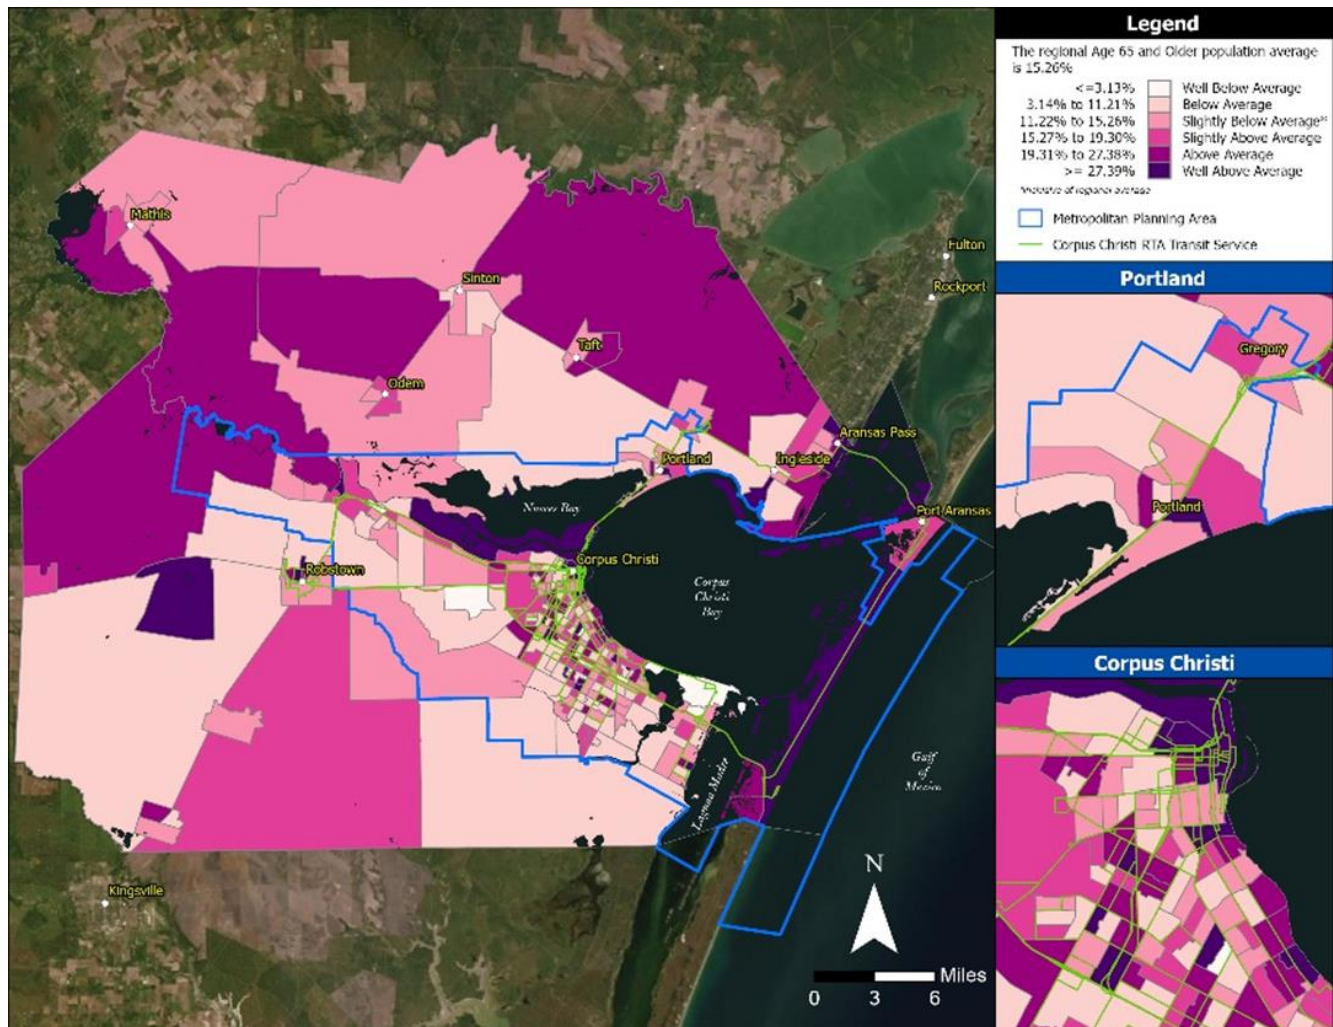 Legend
The regional Age 65 and Older population average
is 15.26%
<=3.13% Well Below Average
3.14% to 11.21% Below Average
11.22% to 15.26% Slightly Below Average*
15.27% to 19.30% Slightly Above Average
19.31% to 27.38% Above Average
>= 27.39% Well Above Average
*Inclusive of regional average
Metropolitan Planning Area
Corpus Christi RTA Transit Service
Mathis
Sinton
Taft
Odem
Fulton
Rockport
Aransas Pass
Portland
Ingleside
Port Aransas
Nueces Bay
Corpus Christi
Robstown
Corpus
Christi
Bay
Gulf
of
Mexico
Laguna Madre
Kingsville
N
Miles
0 3 6
Portland
Gregory
Portland
Corpus Christi